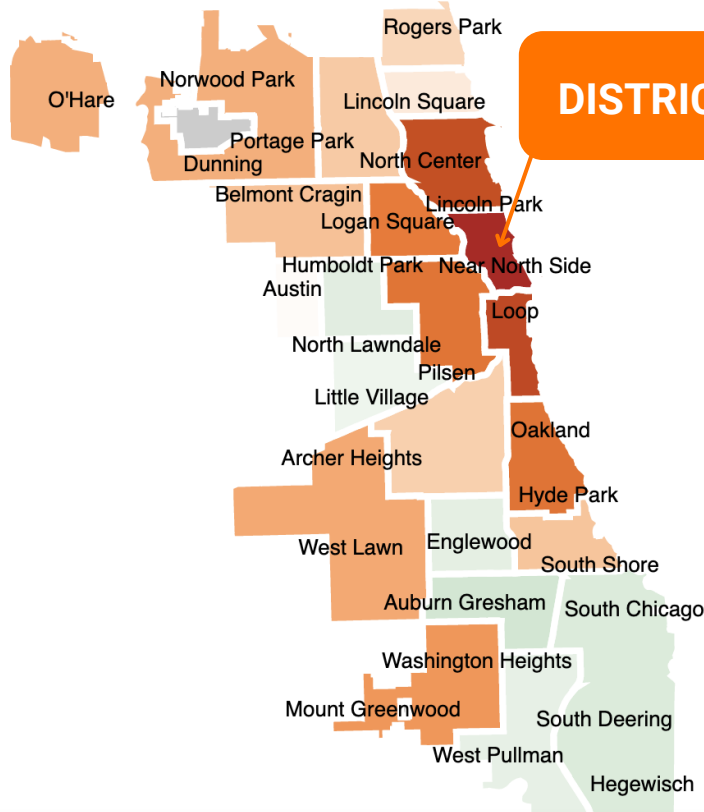 Rogers Park
DISTRIC
O'Hare
Norwood Park
Lincoln Square
Portage Park
Dunning
North Center
Belmont Cragin
Lincoln Park
Logan Square
Humboldt Park
Near North Side
Austin
Loop
North Lawndale
Pilsen
Little Village
Oakland
Archer Heights
Hyde Park
West Lawn
Englewood
South Shore
Auburn Gresham
South Chicago
Washington Heights
Mount Greenwood
South Deering
West Pullman
Hegewisch